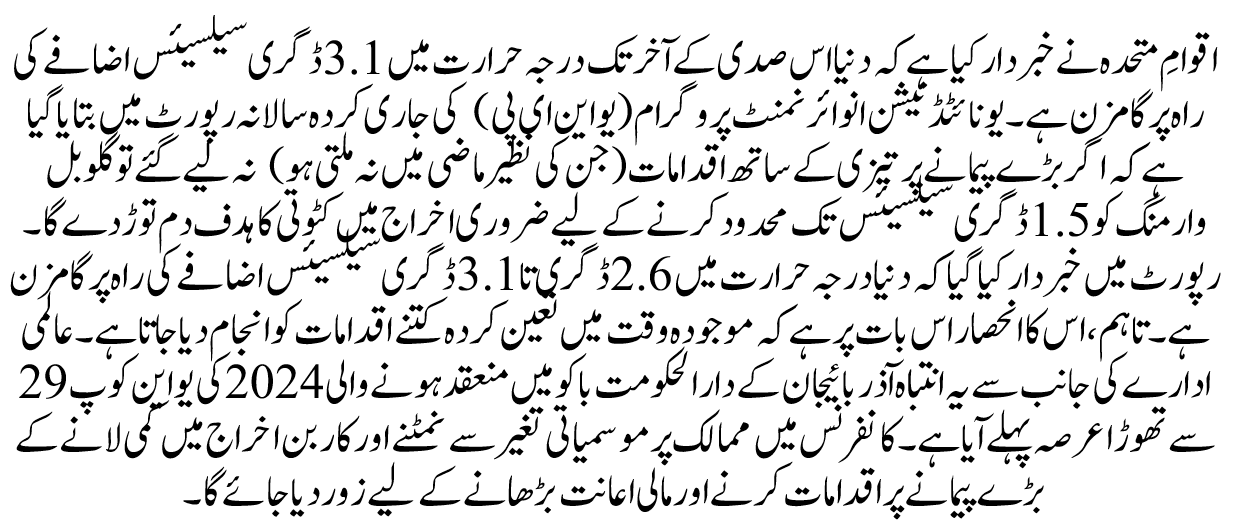 اقوامِ متحدہ نے خبردار کیا ہے کہ دنیا اس صدی کے آخر تک درجہ حرارت میں 3.1 ڈگری سیلسیئس اضافے کی
راہ پر گامزن ہے۔ یونائٹڈ نیشن انوائرنمنٹ پروگرام (یو این ای پی) کی جاری کردہ سالانہ رپورٹ میں بتایا گیا
ہے کہ اگر بڑے پیمانے پر تیزی کے ساتھ اقدامات (جن کی نظیر ماضی میں نہ ملتی ہو) نہ لیے گئے تو گلوبل
وارمنگ کو 1.5 ڈگری سیلسیئس تک محدود کرنے کے لیے ضروری اخراج میں کٹوتی کا ہدف دم توڑ دے گا۔
رپورٹ میں خبردار کیا گیا کہ دنیا درجہ حرارت میں 2.6 ڈگری تا 3.1 ڈگری سیلسیئس اضافے کی راہ پر گامزن
ہے۔ تاہم، اس کا انحصار اس بات پر ہے کہ موجودہ وقت میں تعین کردہ کتنے اقدامات کو انجام دیا جاتا ہے۔ عالمی
ادارے کی جانب سے یہ انتباہ آذر بائیجان کے دارالحکومت باکو میں منعقد ہونے والی 2024 کی یو این کوپ 29
سے تھوڑا عرصہ پہلے آیا ہے۔ کانفرنس میں ممالک پر موسمیاتی تغیر سے نمٹنے اور کاربن اخراج میں کمی لانے کے
بڑے پیمانے پر اقدامات کرنے اور مالی اعانت بڑھانے کے لیے زور دیا جائے گا۔